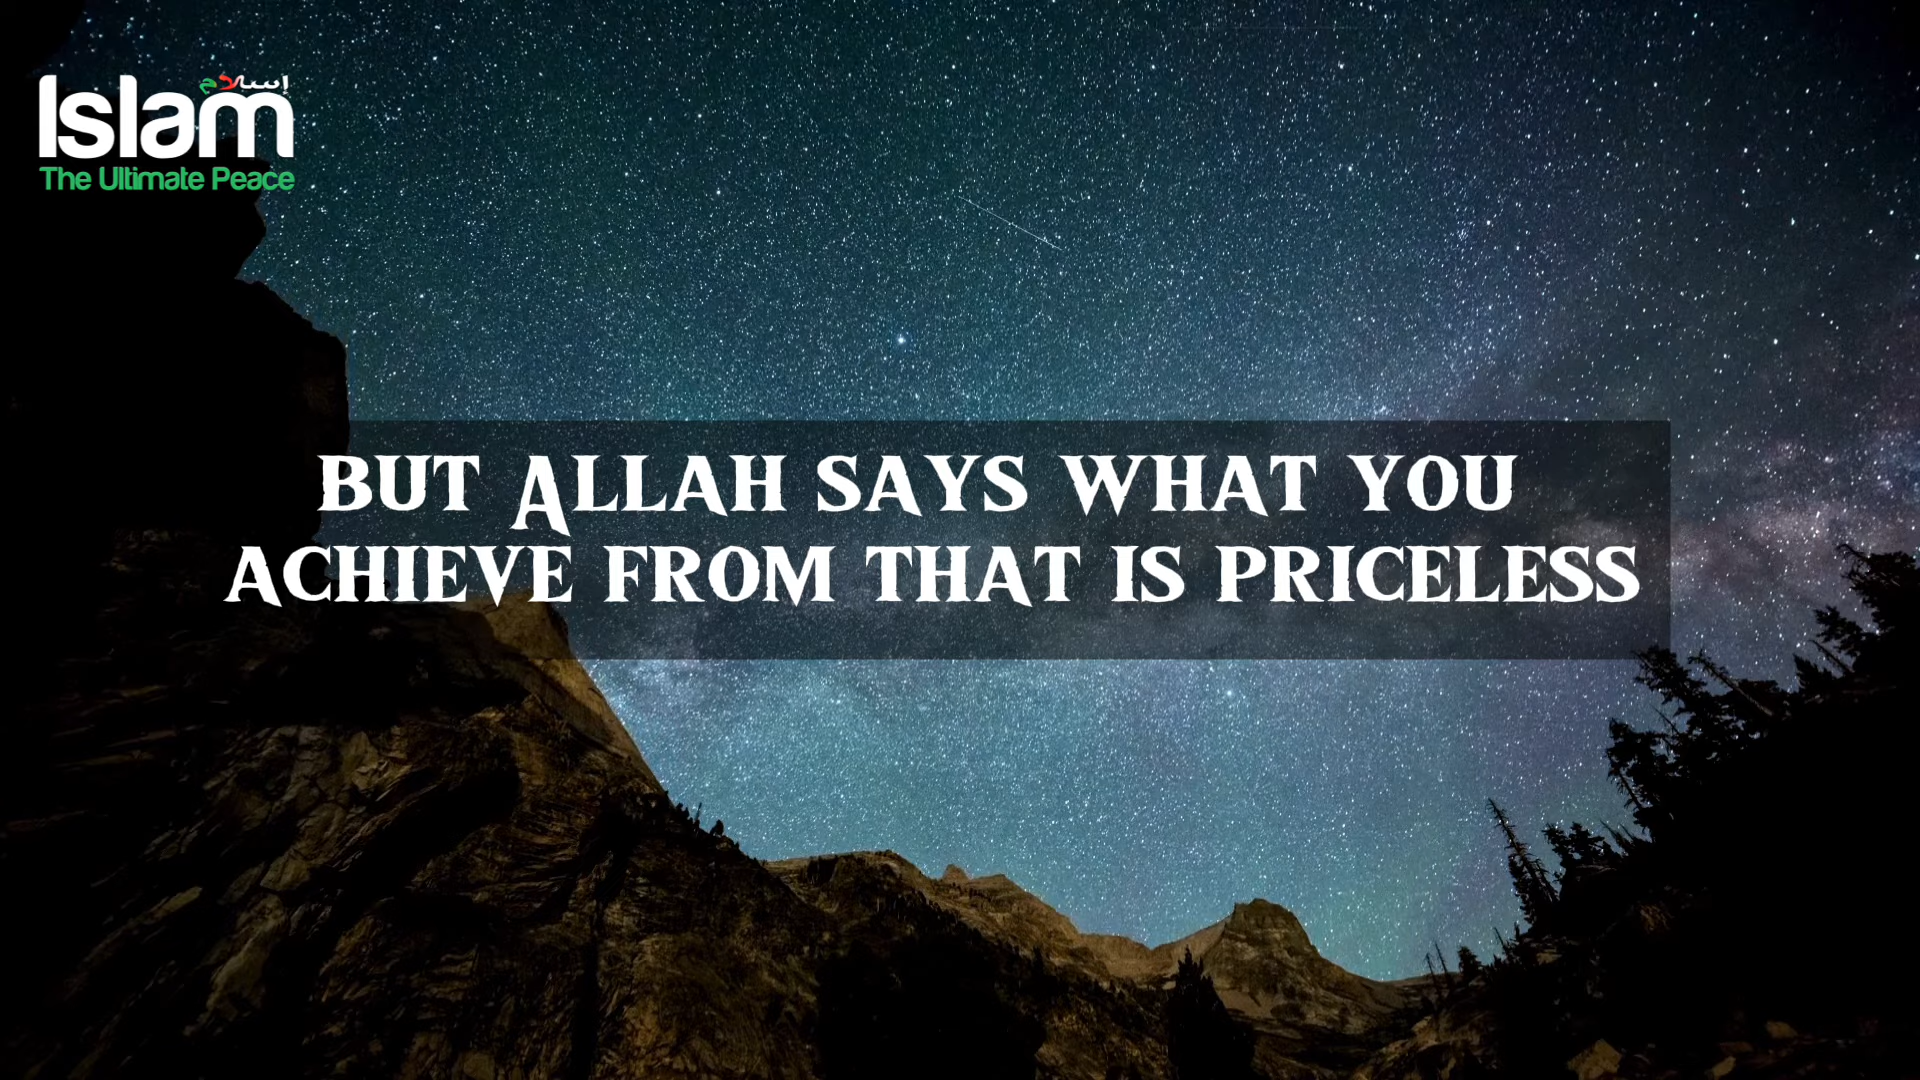 إسلام
Islam
The Ultimate Peace
BUT ALLAH SAYS WHAT YOU
ACHIEVE FROM THAT IS PRICELESS